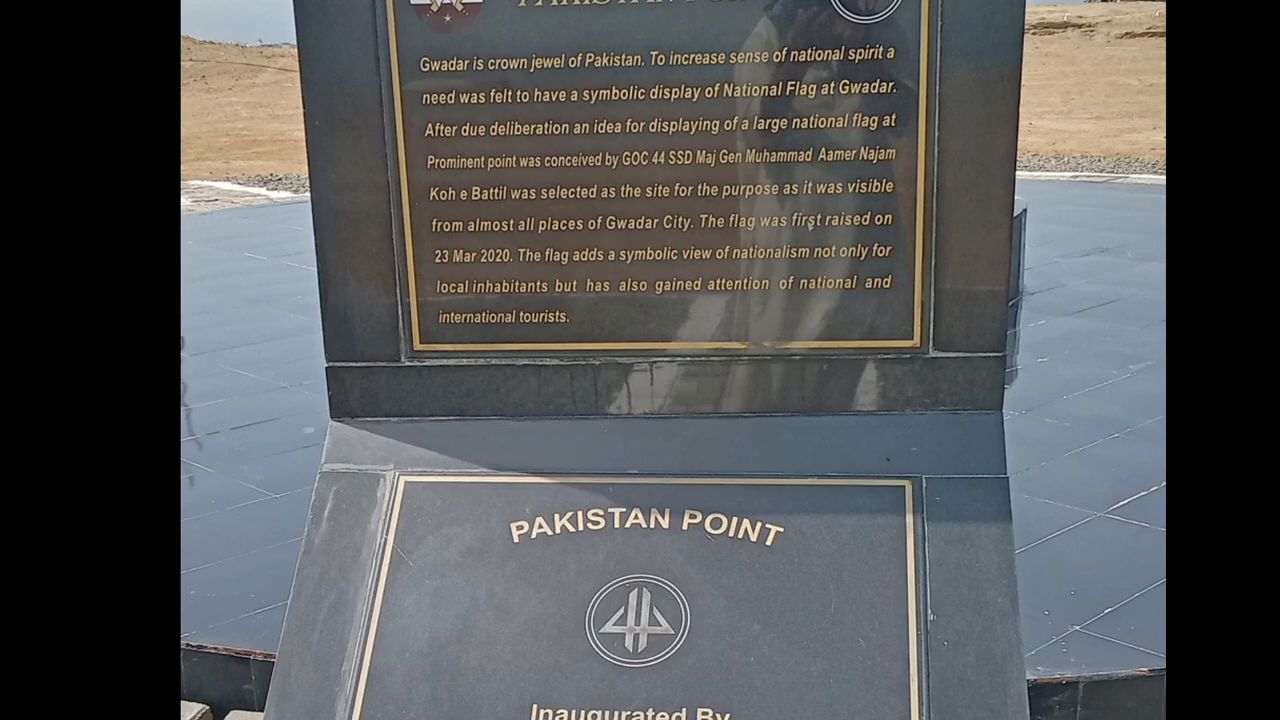 PAKISTAN
Gwadar is crown jewel of Pakistan. To increase sense of national spirit a
need was felt to have a symbolic display of National Flag at Gwadar.
After due deliberation an idea for displaying of a large national flag at
Prominent point was conceived by GOC 44 SSD Maj Gen Muhammad Aamer Najam
Koh e Battil was selected as the site for the purpose as it was visible
from almost all places of Gwadar City. The flag was first raised on
23 Mar 2020. The flag adds a symbolic view of nationalism not only for
local inhabitants but has also gained attention of national and
international tourists.
PAKISTAN POINT
44
Inaugurated By